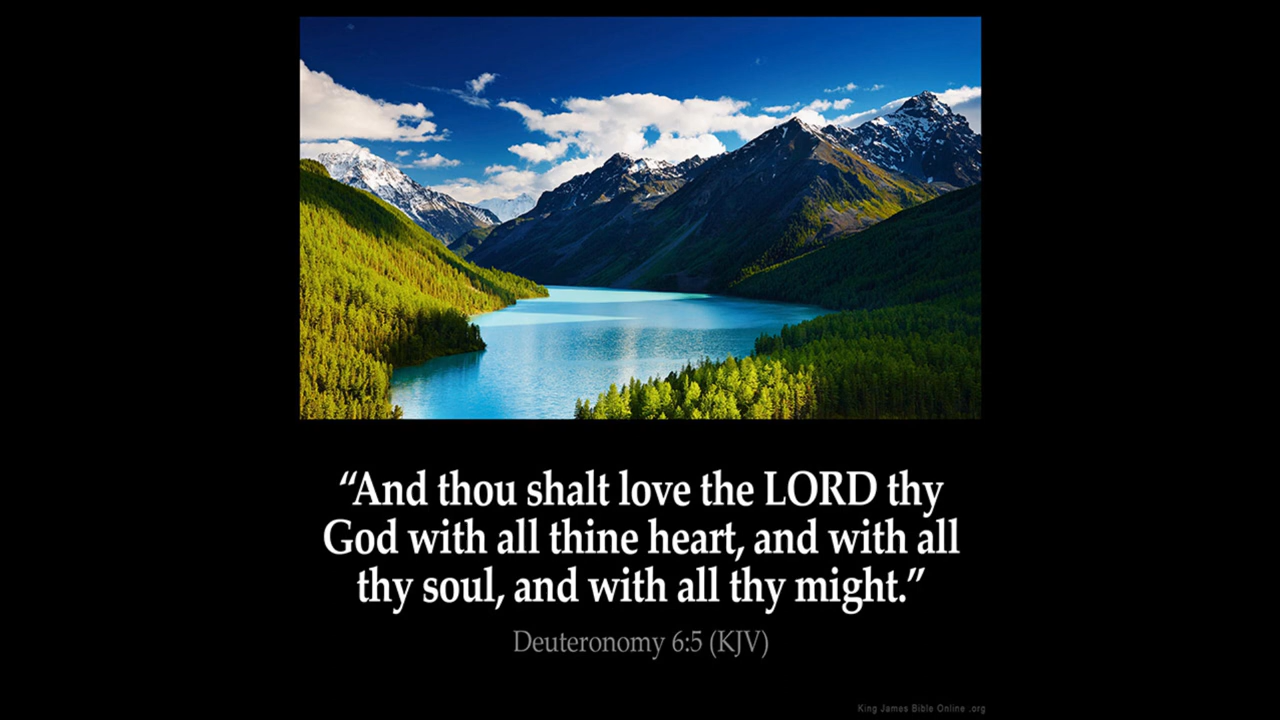 “And thou shalt love the LORD thy
God with all thine heart, and with all
thy soul, and with all thy might.”
Deuteronomy 6:5 (KJV)
King James Bible Online .org